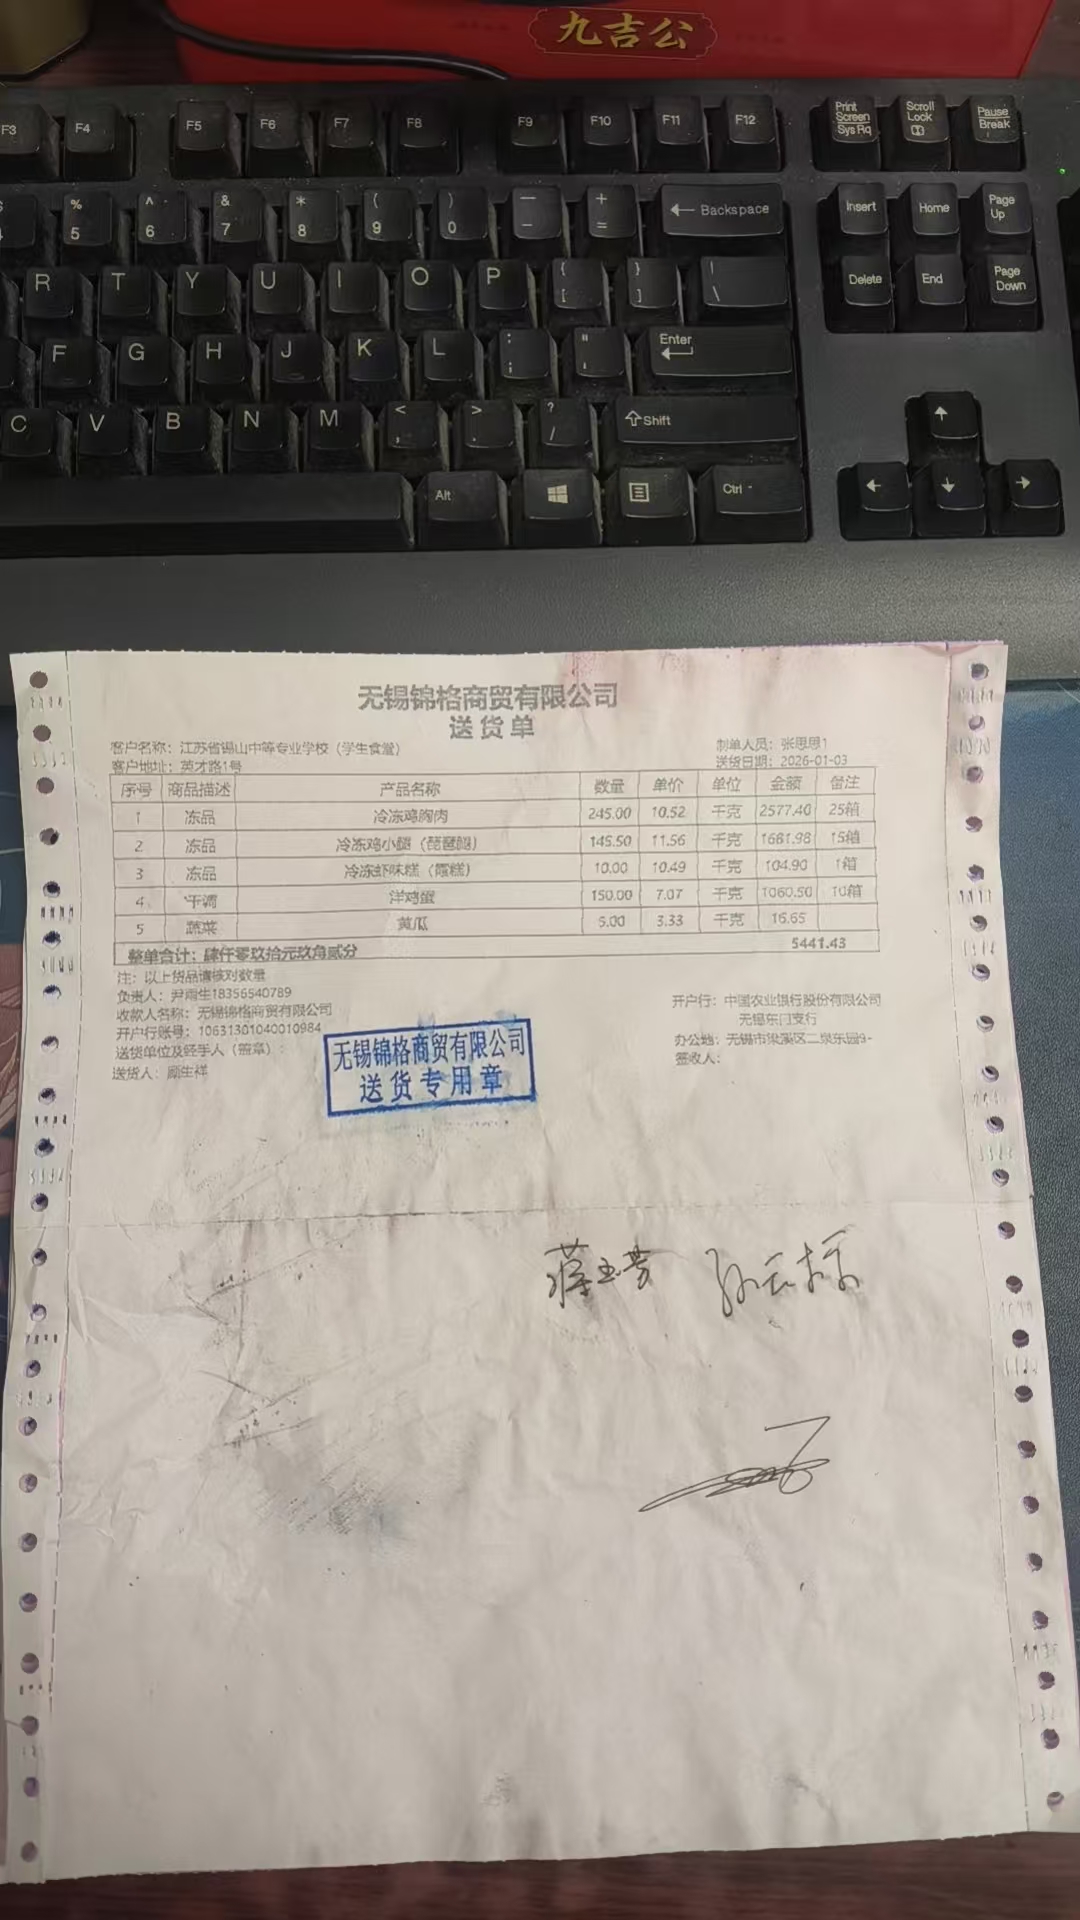 九吉公
F3 F4 F5 F6 F7 F8 F9 F10 F11 F12 Print Screen SysRq Scroll Lock Pause Break
% 5 ^ 6 & 7 * 8 ( 9 ) 0 — - + = ← Backspace Insert Home Page Up
R T Y U I O P { [ } ] | \ Delete End Page Down
F G H J K L : ; " ' Enter
C V B N M < , > . ? / ⇧Shift ↑
Alt Ctrl ← ↓ →
无锡锦格商贸有限公司
送货单
客户名称：江苏省锡山中等专业学校（学生食堂） 制单人员：张思思1
客户地址：英才路1号 送货日期：2026-01-03
序号 商品描述 产品名称 数量 单价 单位 金额 备注
1 冻品 冷冻鸡胸肉 245.00 10.52 千克 2577.40 25箱
2 冻品 冷冻鸡小腿（琵琶腿） 145.50 11.56 千克 1681.98 15箱
3 冻品 冷冻虾味糕（蛋糕） 10.00 10.49 千克 104.90 1箱
4 干调 洋鸡蛋 150.00 7.07 千克 1060.50 10箱
5 蔬菜 黄瓜 5.00 3.33 千克 16.65
整单合计：肆仟零玖拾元玖角贰分 5441.43
注：以上货品请核对数量
负责人：尹雨生18356540789 开户行：中国农业银行股份有限公司
收款人名称：无锡锦格商贸有限公司 无锡东门支行
开户行账号：10631301040010984 办公地：无锡市梁溪区二泉东园9-
送货单位及经手人（盖章）： 签收人：
送货人：顾生祥
无锡锦格商贸有限公司
送货专用章
蒋玉芳